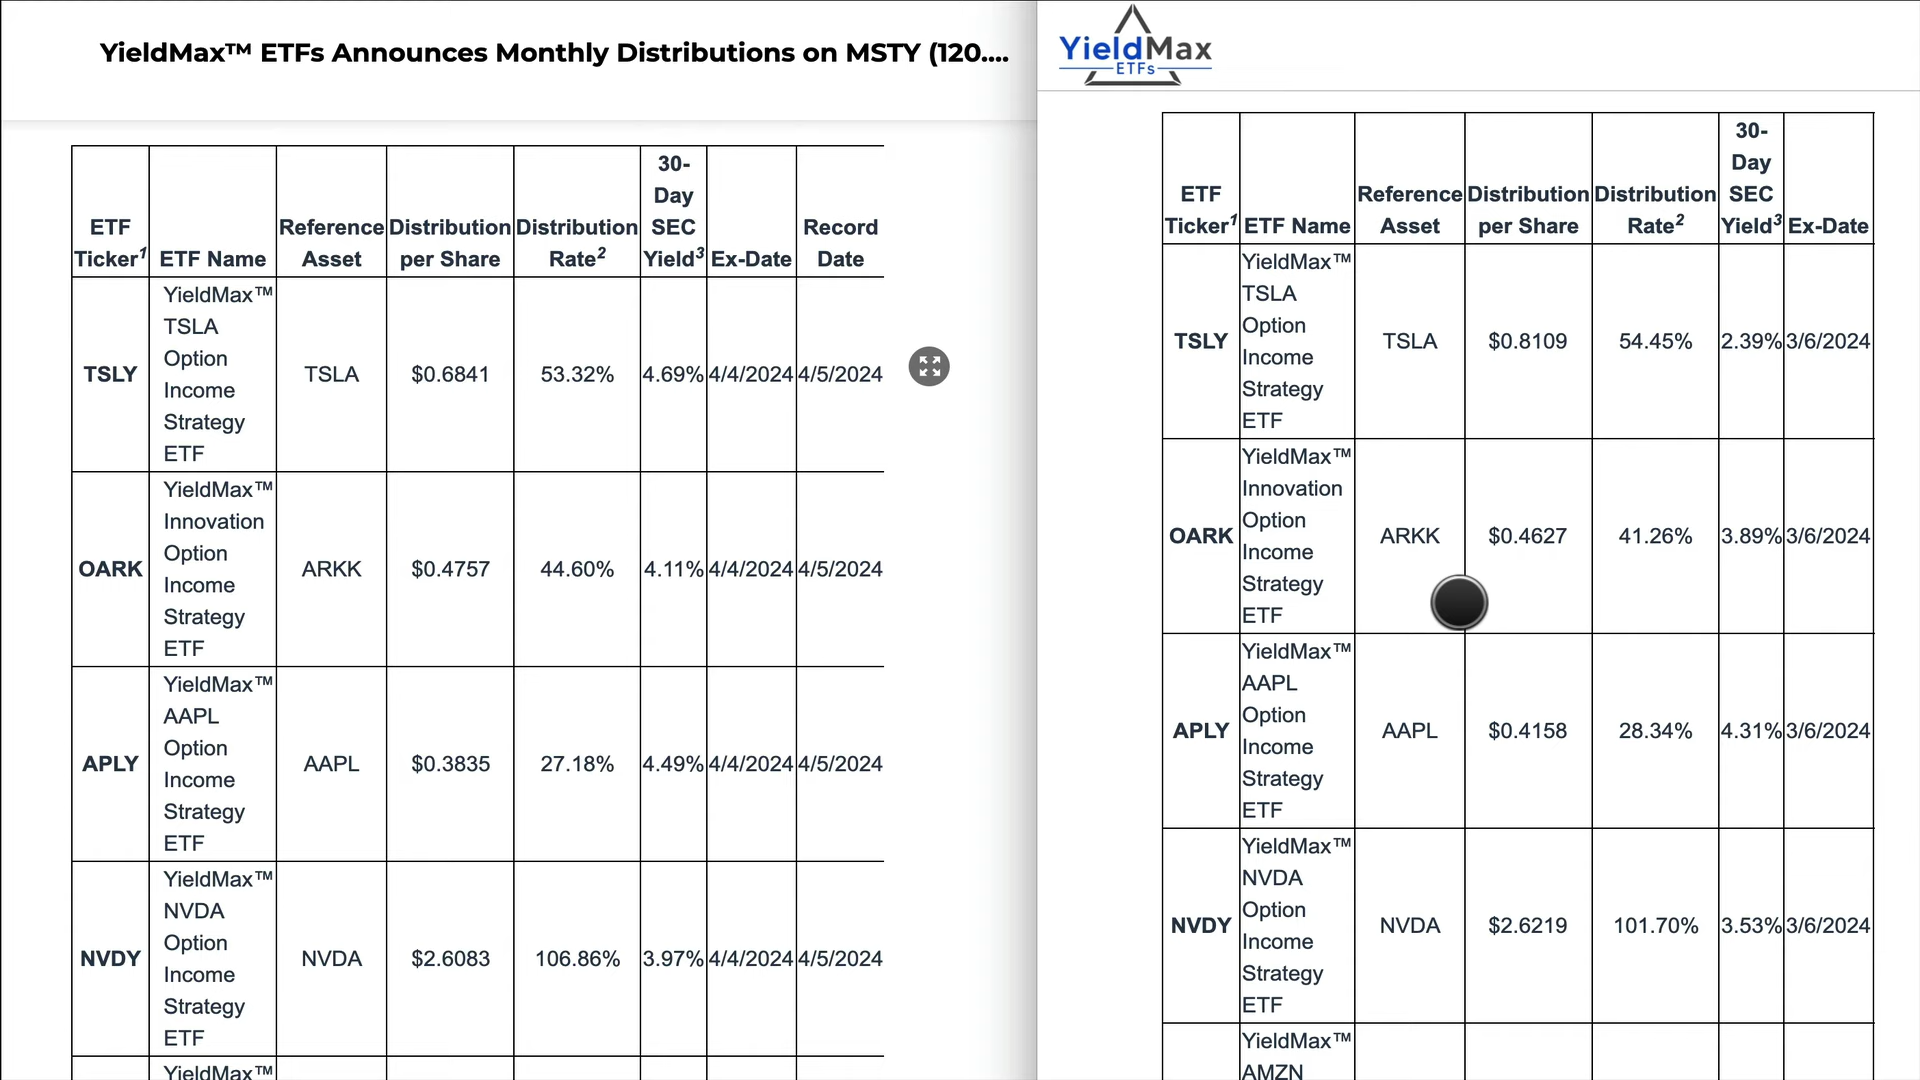 YieldMax™ ETFs Announces Monthly Distributions on MSTY (120....
ETF
Ticker1
ETF Name
Reference
Asset
Distribution
per Share
Distribution
Rate2
30-
Day
SEC
Yield3
Ex-Date
Record
Date
TSLY
YieldMax™
TSLA
Option
Income
Strategy
ETF
TSLA
$0.6841
53.32%
4.69%
4/4/2024
4/5/2024
OARK
YieldMax™
Innovation
Option
Income
Strategy
ETF
ARKK
$0.4757
44.60%
4.11%
4/4/2024
4/5/2024
APLY
YieldMax™
AAPL
Option
Income
Strategy
ETF
AAPL
$0.3835
27.18%
4.49%
4/4/2024
4/5/2024
NVDY
YieldMax™
NVDA
Option
Income
Strategy
ETF
NVDA
$2.6083
106.86%
3.97%
4/4/2024
4/5/2024
YieldMax™
YieldMax
ETFs
ETF
Ticker1
ETF Name
Reference
Asset
Distribution
per Share
Distribution
Rate2
30-
Day
SEC
Yield3
Ex-Date
TSLY
YieldMax™
TSLA
Option
Income
Strategy
ETF
TSLA
$0.8109
54.45%
2.39%
3/6/2024
OARK
YieldMax™
Innovation
Option
Income
Strategy
ETF
ARKK
$0.4627
41.26%
3.89%
3/6/2024
APLY
YieldMax™
AAPL
Option
Income
Strategy
ETF
AAPL
$0.4158
28.34%
4.31%
3/6/2024
NVDY
YieldMax™
NVDA
Option
Income
Strategy
ETF
NVDA
$2.6219
101.70%
3.53%
3/6/2024
YieldMax™
AMZN